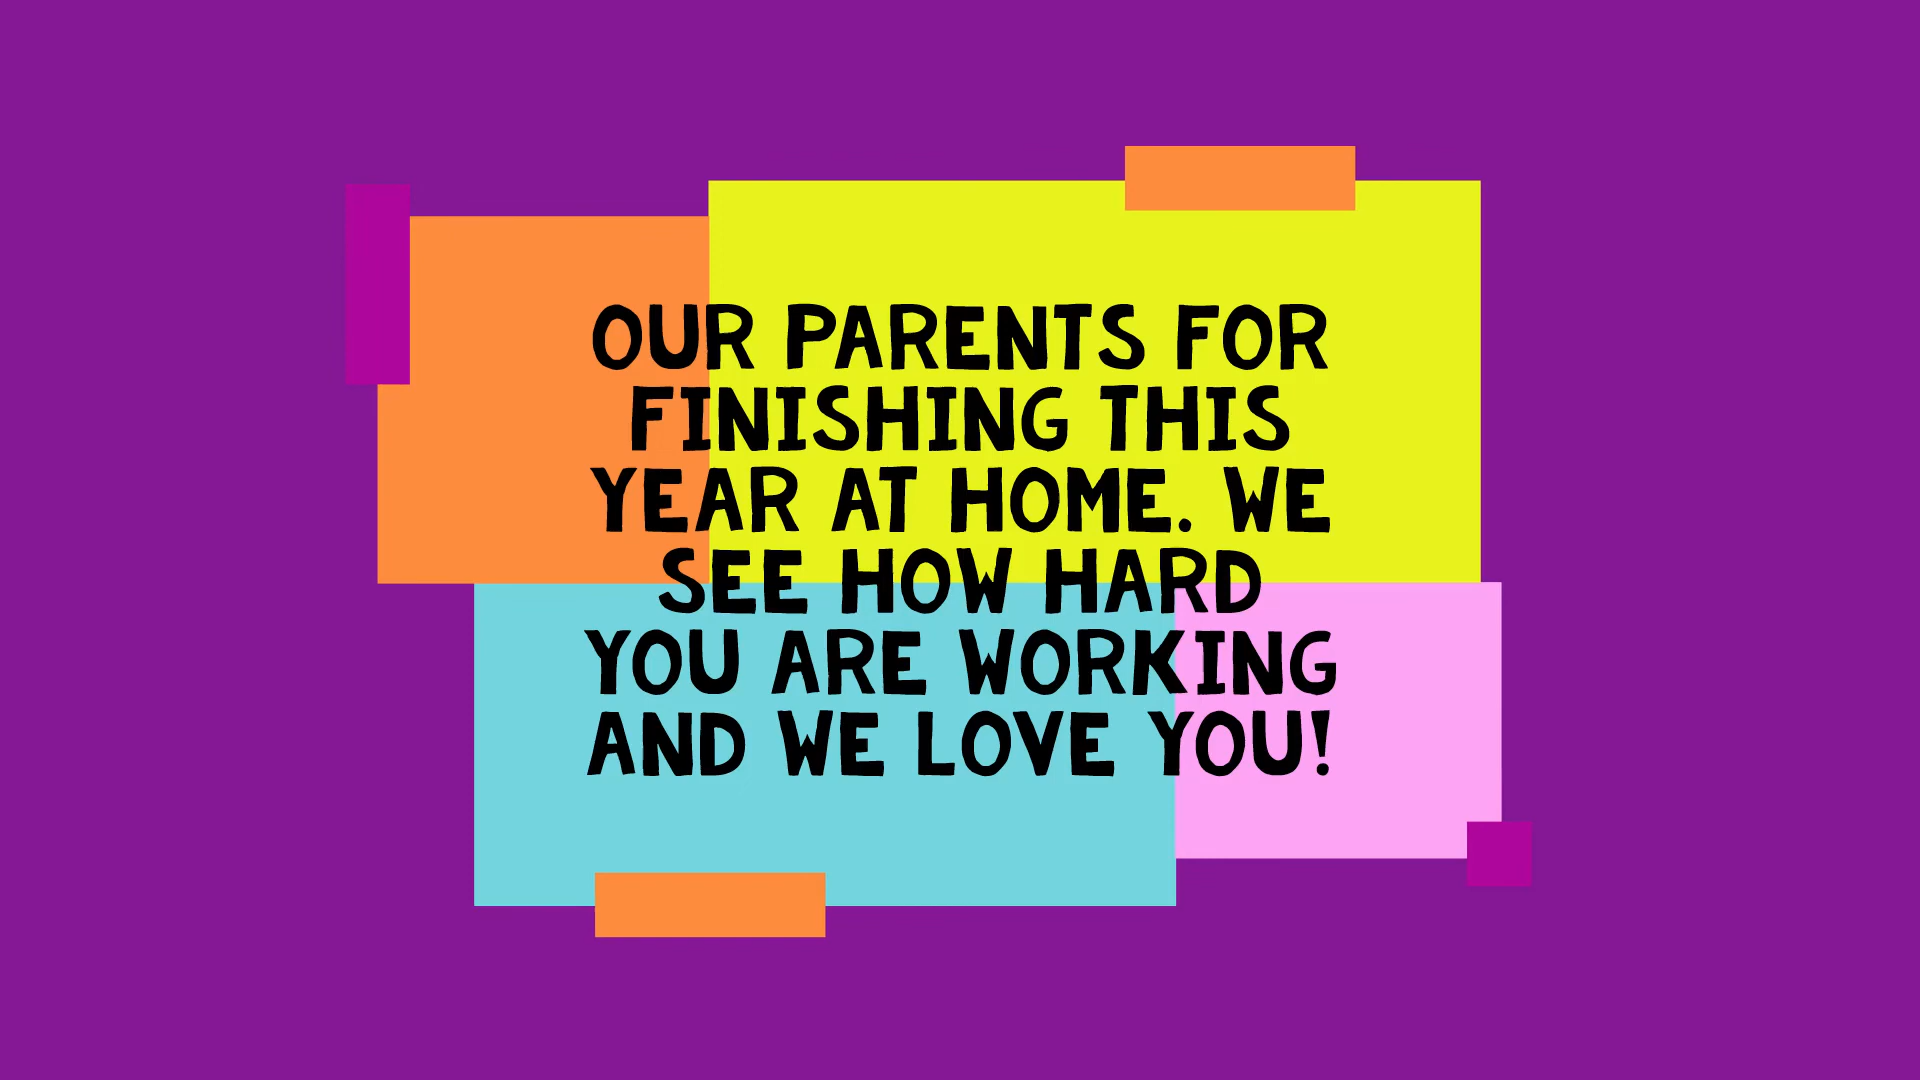 OUR PARENTS FOR
FINISHING THIS
YEAR AT HOME. WE
SEE HOW HARD
YOU ARE WORKING
AND WE LOVE YOU!